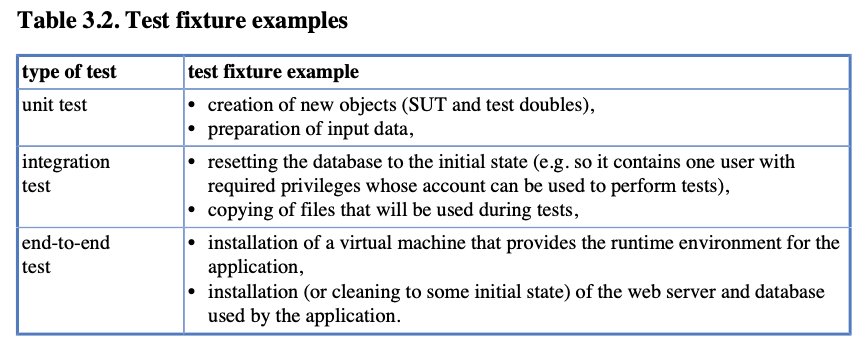 Table 3.2. Test fixture examples
type of test
test fixture example
unit test
• creation of new objects (SUT and test doubles),
• preparation of input data,
integration
test
• resetting the database to the initial state (e.g. so it contains one user with
required privileges whose account can be used to perform tests),
• copying of files that will be used during tests,
end-to-end
test
• installation of a virtual machine that provides the runtime environment for the
application,
• installation (or cleaning to some initial state) of the web server and database
used by the application.